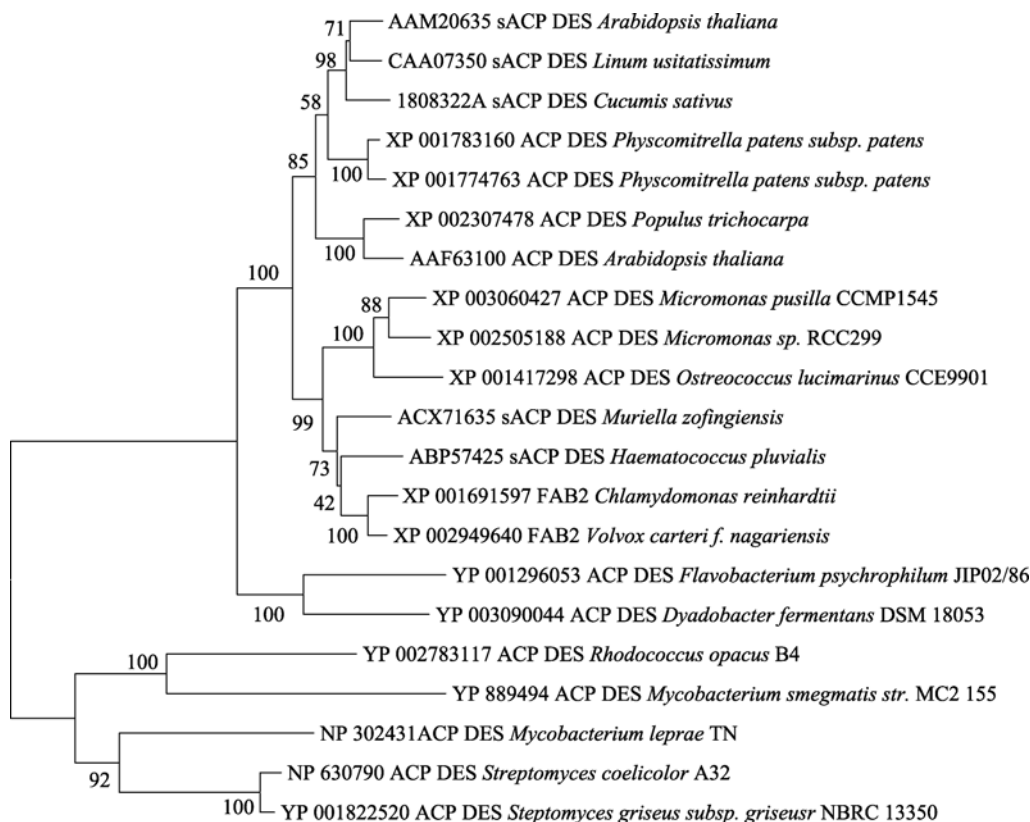 AAM20635 sACP DES Arabidopsis thaliana
71
CAA07350 sACP DES Linum usitatissimum
98
1808322A sACP DES Cucumis sativus
58
XP 001783160 ACP DES Physcomitrella patens subsp. patens
85
100
XP 001774763 ACP DES Physcomitrella patens subsp. patens
XP 002307478 ACP DES Populus trichocarpa
100
AAF63100 ACP DES Arabidopsis thaliana
100
XP 003060427 ACP DES Micromonas pusilla CCMP1545
88
100
XP 002505188 ACP DES Micromonas sp. RCC299
XP 001417298 ACP DES Ostreococcus lucimarinus CCE9901
99
ACX71635 sACP DES Muriella zofingiensis
73
ABP57425 sACP DES Haematococcus pluvialis
42
XP 001691597 FAB2 Chlamydomonas reinhardtii
100
XP 002949640 FAB2 Volvox carteri f. nagariensis
YP 001296053 ACP DES Flavobacterium psychrophilum JIP02/86
100
YP 003090044 ACP DES Dyadobacter fermentans DSM 18053
YP 002783117 ACP DES Rhodococcus opacus B4
100
YP 889494 ACP DES Mycobacterium smegmatis str. MC2 155
NP 302431ACP DES Mycobacterium leprae TN
92
NP 630790 ACP DES Streptomyces coelicolor A32
100
YP 001822520 ACP DES Steptomyces griseus subsp. griseusr NBRC 13350